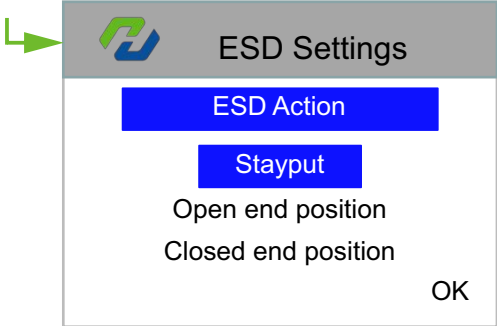 ESD Settings
ESD Action
Stayput
Open end position
Closed end position
OK